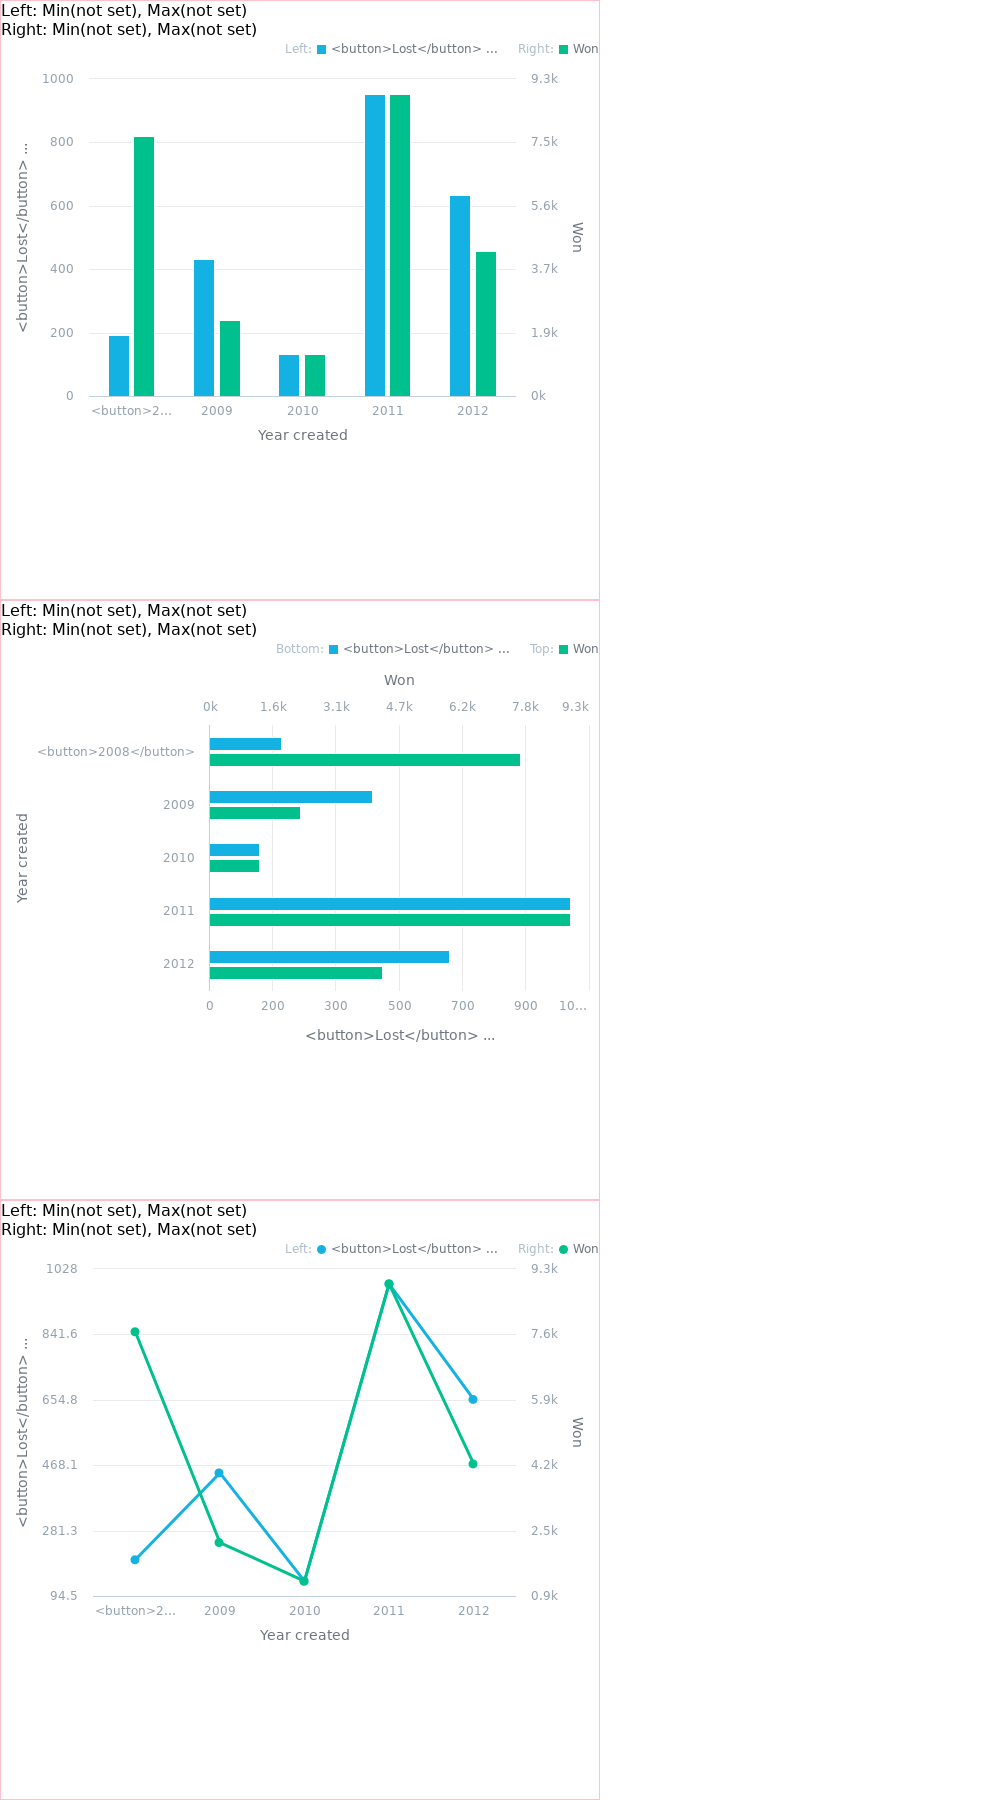 Left: Min(not set), Max(not set)
Right: Min(not set), Max(not set)
Left: <button>Lost</button> ... Right: Won
1000 9.3k
800 7.5k
600 5.6k
400 3.7k
200 1.9k
0 0k
<button>Lost</button> ...
Won
<button>2... 2009 2010 2011 2012
Year created
Left: Min(not set), Max(not set)
Right: Min(not set), Max(not set)
Bottom: <button>Lost</button> ... Top: Won
Won
0k 1.6k 3.1k 4.7k 6.2k 7.8k 9.3k
<button>2008</button>
2009
2010
2011
2012
Year created
0 200 300 500 700 900 10...
<button>Lost</button> ...
Left: Min(not set), Max(not set)
Right: Min(not set), Max(not set)
Left: <button>Lost</button> ... Right: Won
1028 9.3k
841.6 7.6k
654.8 5.9k
468.1 4.2k
281.3 2.5k
94.5 0.9k
<button>Lost</button> ...
Won
<button>2... 2009 2010 2011 2012
Year created